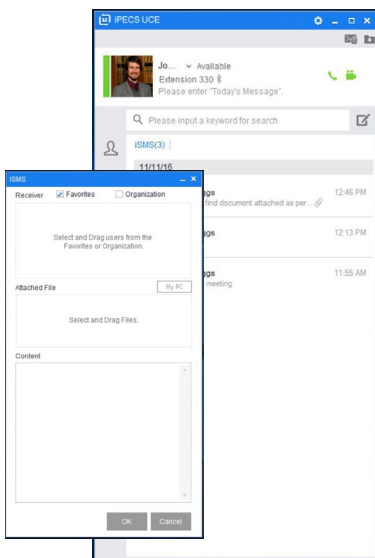 iPECS UCE
Jo... Available
Extension 330
Please enter "Today's Message".
Please input a keyword for search.
iSMS(3)
11/11/16
ggs 12:46 PM
find document attached as per...
ggs 12:13 PM
ggs 11:55 AM
meeting.
iSMS
Receiver Favorites Organization
Select and Drag users from the
Favorites or Organization.
Attached File My PC
Select and Drag Files.
Content
OK Cancel